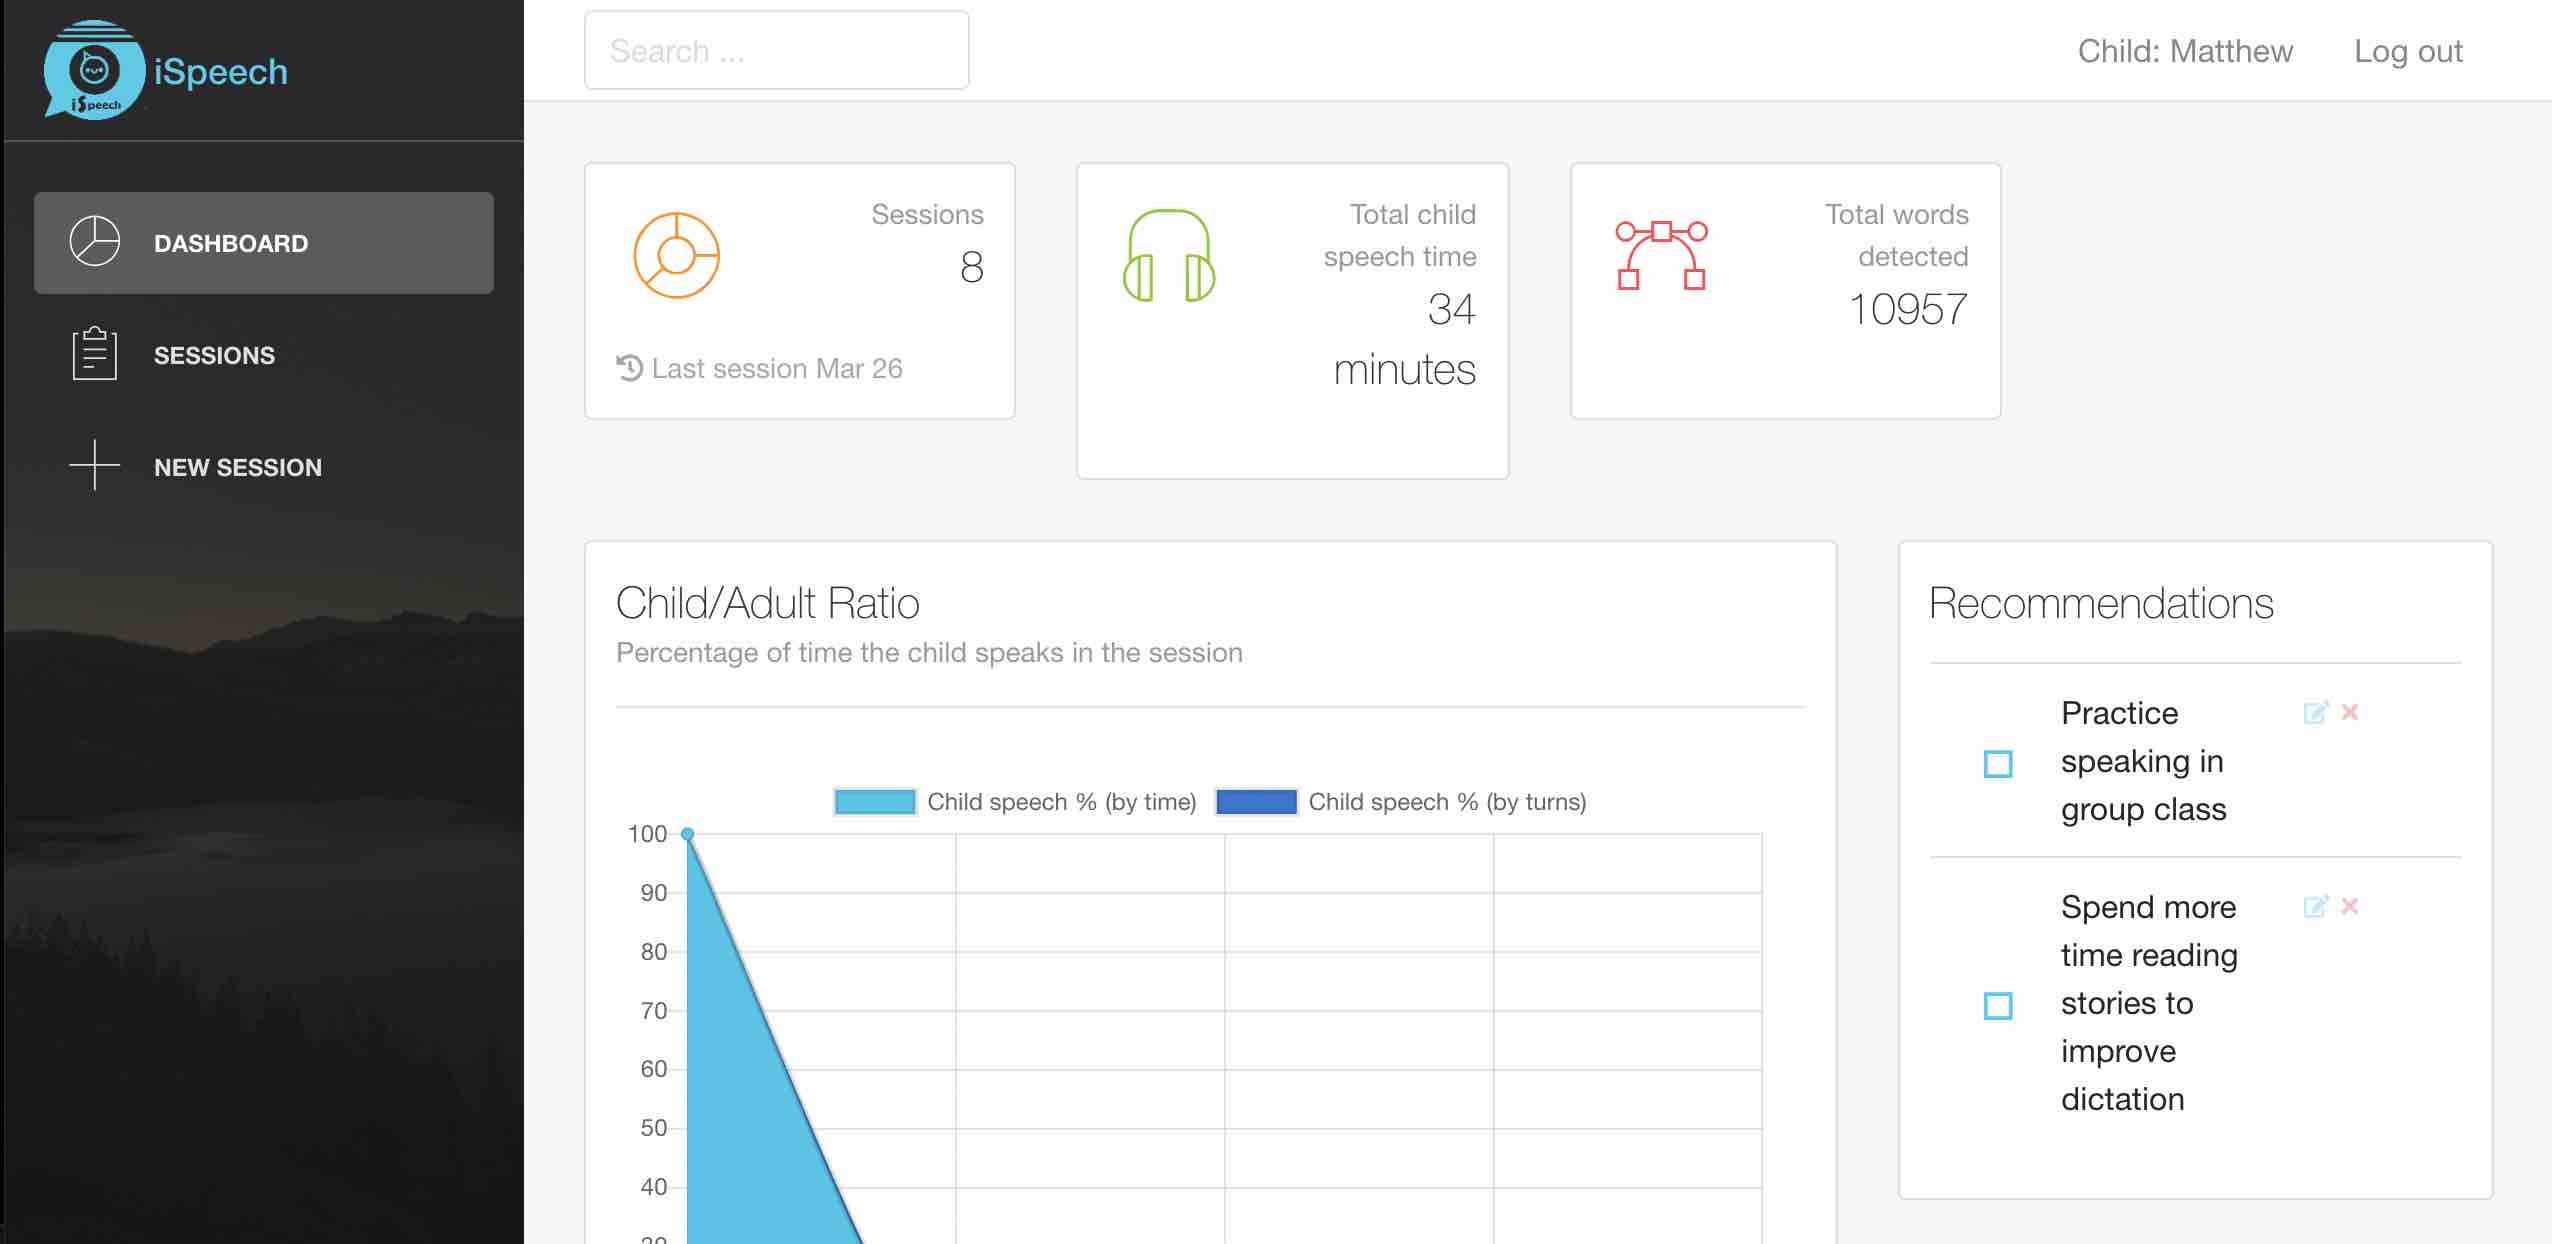 iSpeech
iSpeech
Search ...
Child: Matthew
Log out
DASHBOARD
SESSIONS
NEW SESSION
Sessions
8
Last session Mar 26
Total child
speech time
34
minutes
Total words
detected
10957
Child/Adult Ratio
Percentage of time the child speaks in the session
Child speech % (by time)
Child speech % (by turns)
100
90
80
70
60
50
40
Recommendations
Practice
speaking in
group class
Spend more
time reading
stories to
improve
dictation